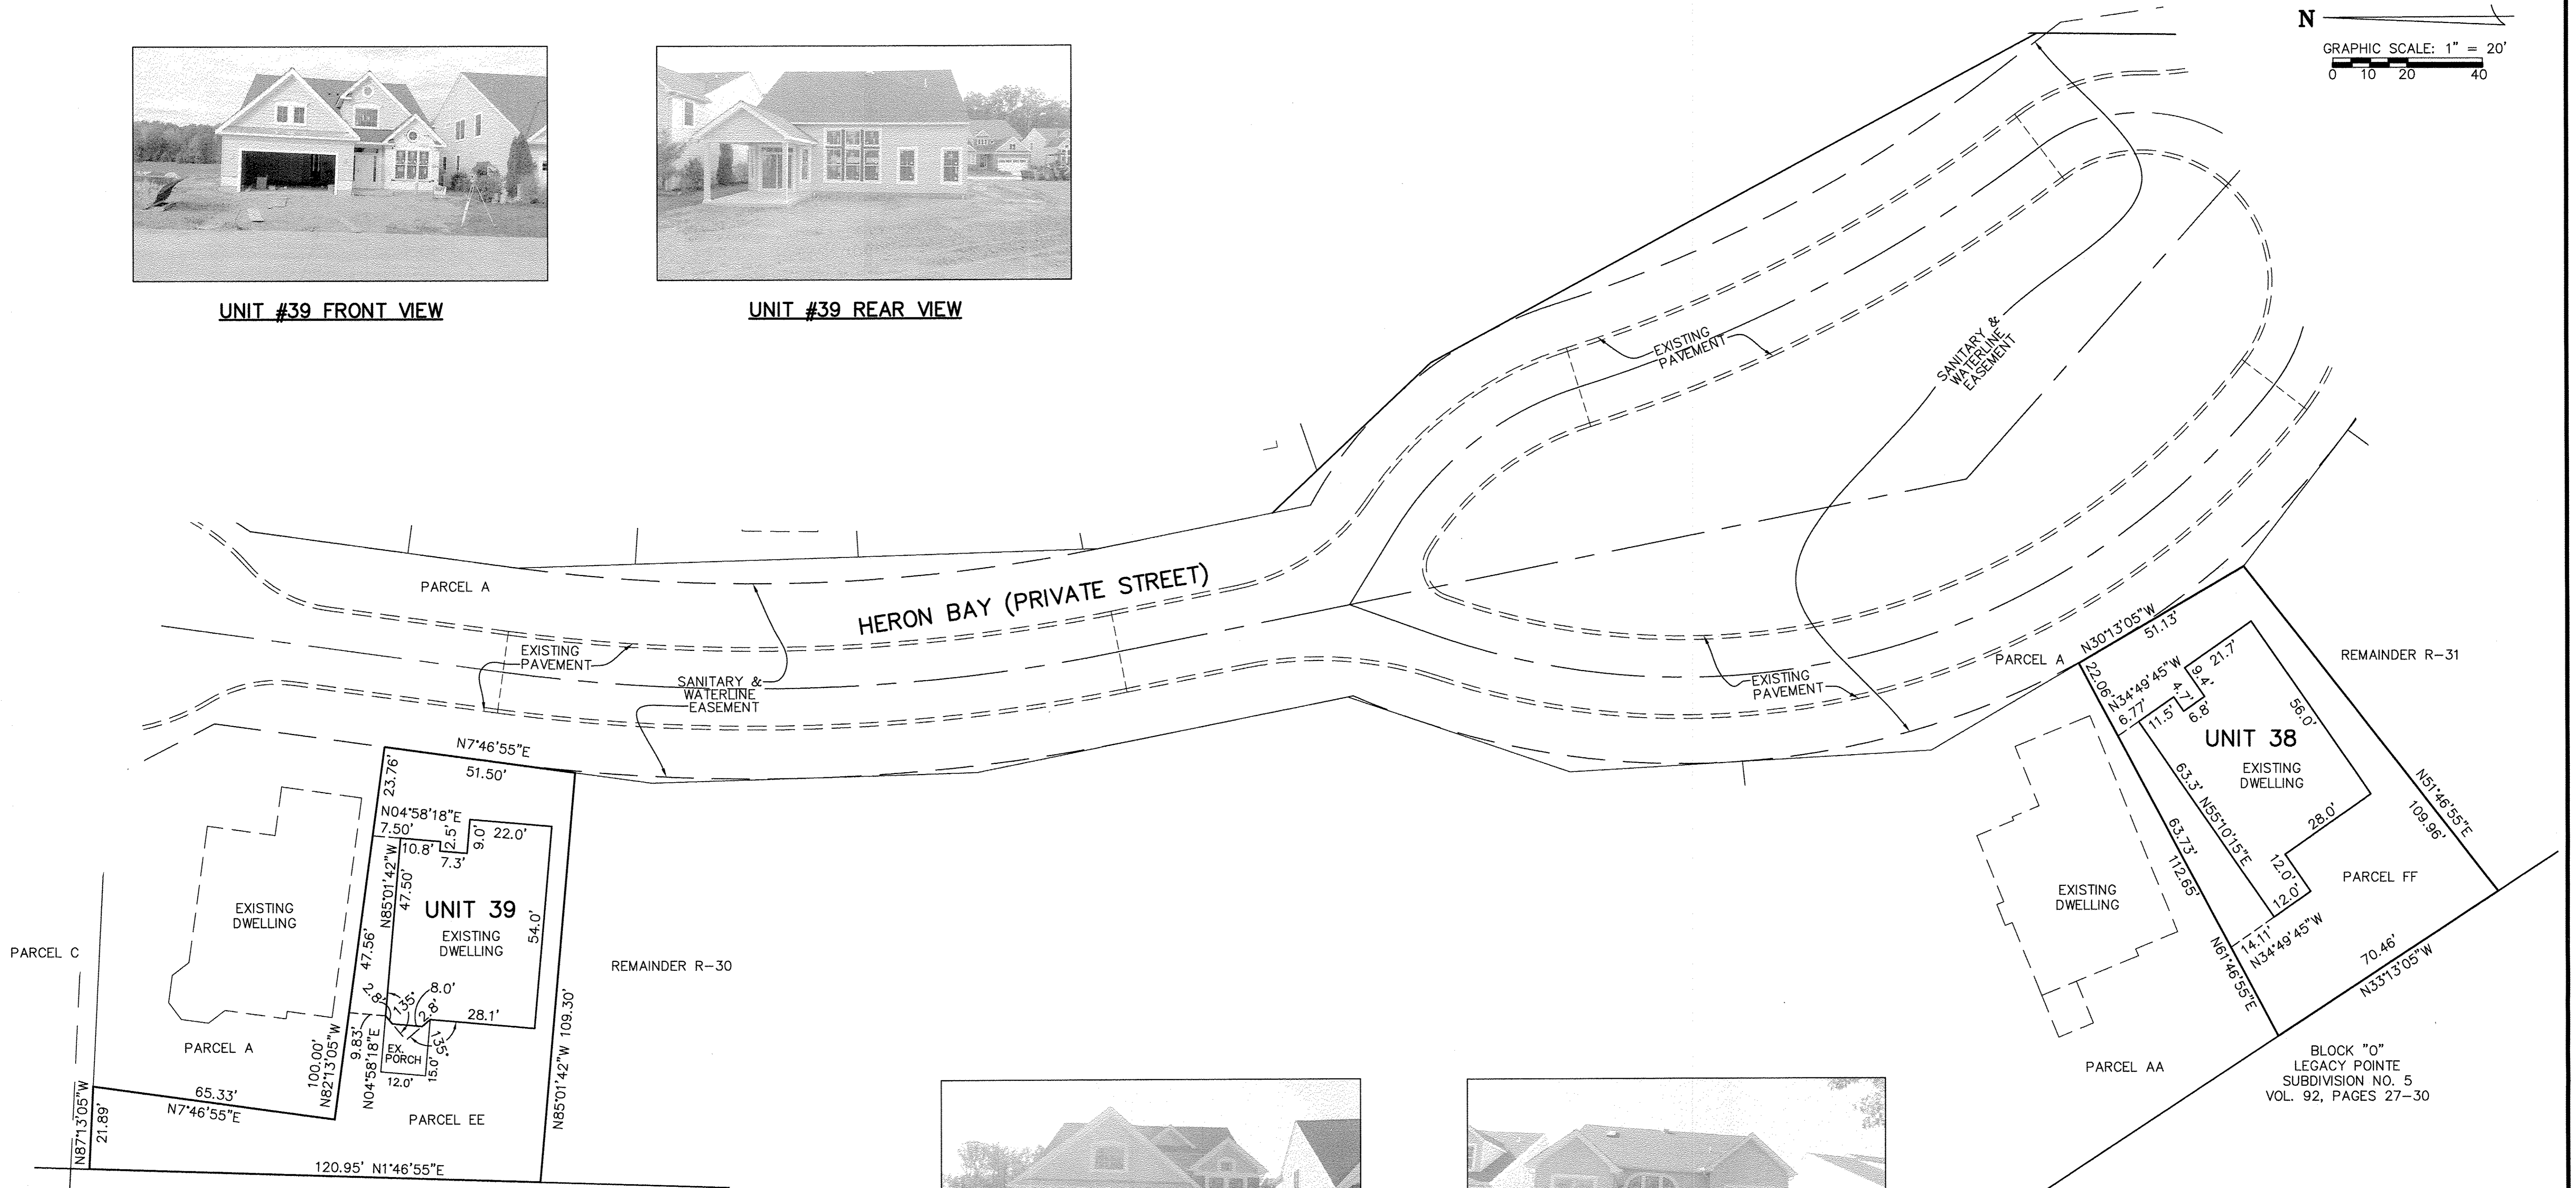 N
GRAPHIC SCALE: 1" = 20'
0 10 20 40
UNIT #39 FRONT VIEW
UNIT #39 REAR VIEW
EXISTING
PAVEMENT
SANITARY &
WATERLINE
EASEMENT
PARCEL A
HERON BAY (PRIVATE STREET)
EXISTING
PAVEMENT
SANITARY &
WATERLINE
EASEMENT
EXISTING
PAVEMENT
PARCEL A
N30°13'05"W
51.13'
REMAINDER R-31
22.06'
N34°49'45"W
6.77'
11.5'
4.7'
6.8'
9.4'
21.7'
56.0'
UNIT 38
EXISTING
DWELLING
63.3'
N55°10'15"E
28.0'
12.0'
12.0'
63.73'
112.65'
N61°46'55"E
14.11'
N34°49'45"W
N51°46'55"E
109.96'
PARCEL FF
70.46'
N33°13'05"W
EXISTING
DWELLING
PARCEL AA
BLOCK "O"
LEGACY POINTE
SUBDIVISION NO. 5
VOL. 92, PAGES 27-30
N7°46'55"E
51.50'
23.76'
N04°58'18"E
7.50'
10.8'
2.5'
7.3'
9.0'
22.0'
N85°01'42"W
47.50'
UNIT 39
EXISTING
DWELLING
54.0'
47.56'
2.8'
135°
8.0'
2.8'
28.1'
135°
EX.
PORCH
15.0'
12.0'
9.83'
N04°58'18"E
100.00'
N82°13'05"W
N85°01'42"W 109.30'
REMAINDER R-30
EXISTING
DWELLING
PARCEL C
PARCEL A
65.33'
N7°46'55"E
PARCEL EE
N87°13'05"W
21.89'
120.95' N1°46'55"E